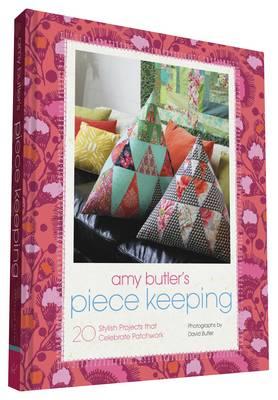 amy butler's
piece keeping
amy butler's
piece keeping
20 Stylish Projects that
Celebrate Patchwork
Photographs by
David Butler